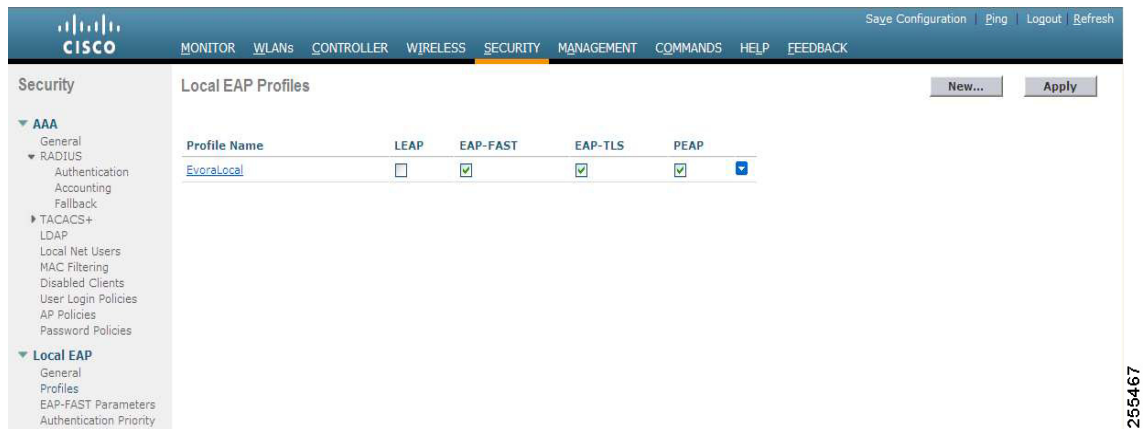 Save Configuration | Ping | Logout | Refresh
CISCO
MONITOR WLANs CONTROLLER WIRELESS SECURITY MANAGEMENT COMMANDS HELP FEEDBACK
Security
AAA
General
RADIUS
Authentication
Accounting
Fallback
TACACS+
LDAP
Local Net Users
MAC Filtering
Disabled Clients
User Login Policies
AP Policies
Password Policies
Local EAP
General
Profiles
EAP-FAST Parameters
Authentication Priority
Local EAP Profiles
New...
Apply
Profile Name LEAP EAP-FAST EAP-TLS PEAP
EvoraLocal
255467